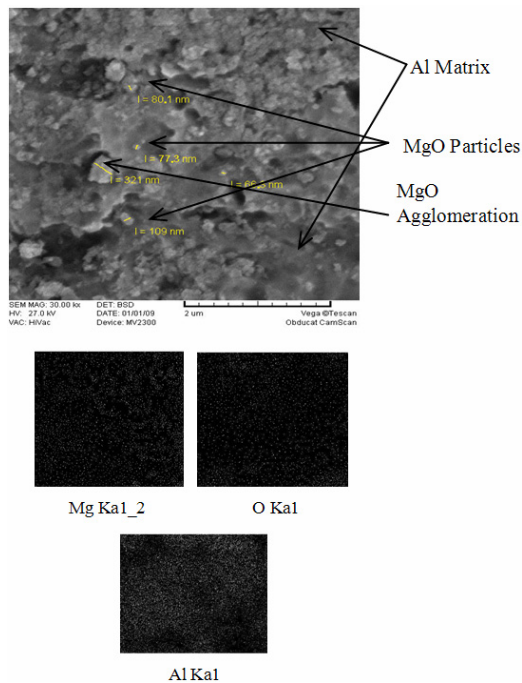 Al Matrix
l = 80.1 nm
MgO Particles
l = 77.3 nm
l = 321 nm
MgO
Agglomeration
l = 109 nm
SEM MAG: 30.00 kx DET: BSD
HV: 27.0 kV DATE: 01/01/09 2 um Vega ©Tescan
VAC: HiVac Device: MV2300 Obducat CamScan
Mg Ka1_2 O Ka1
Al Ka1